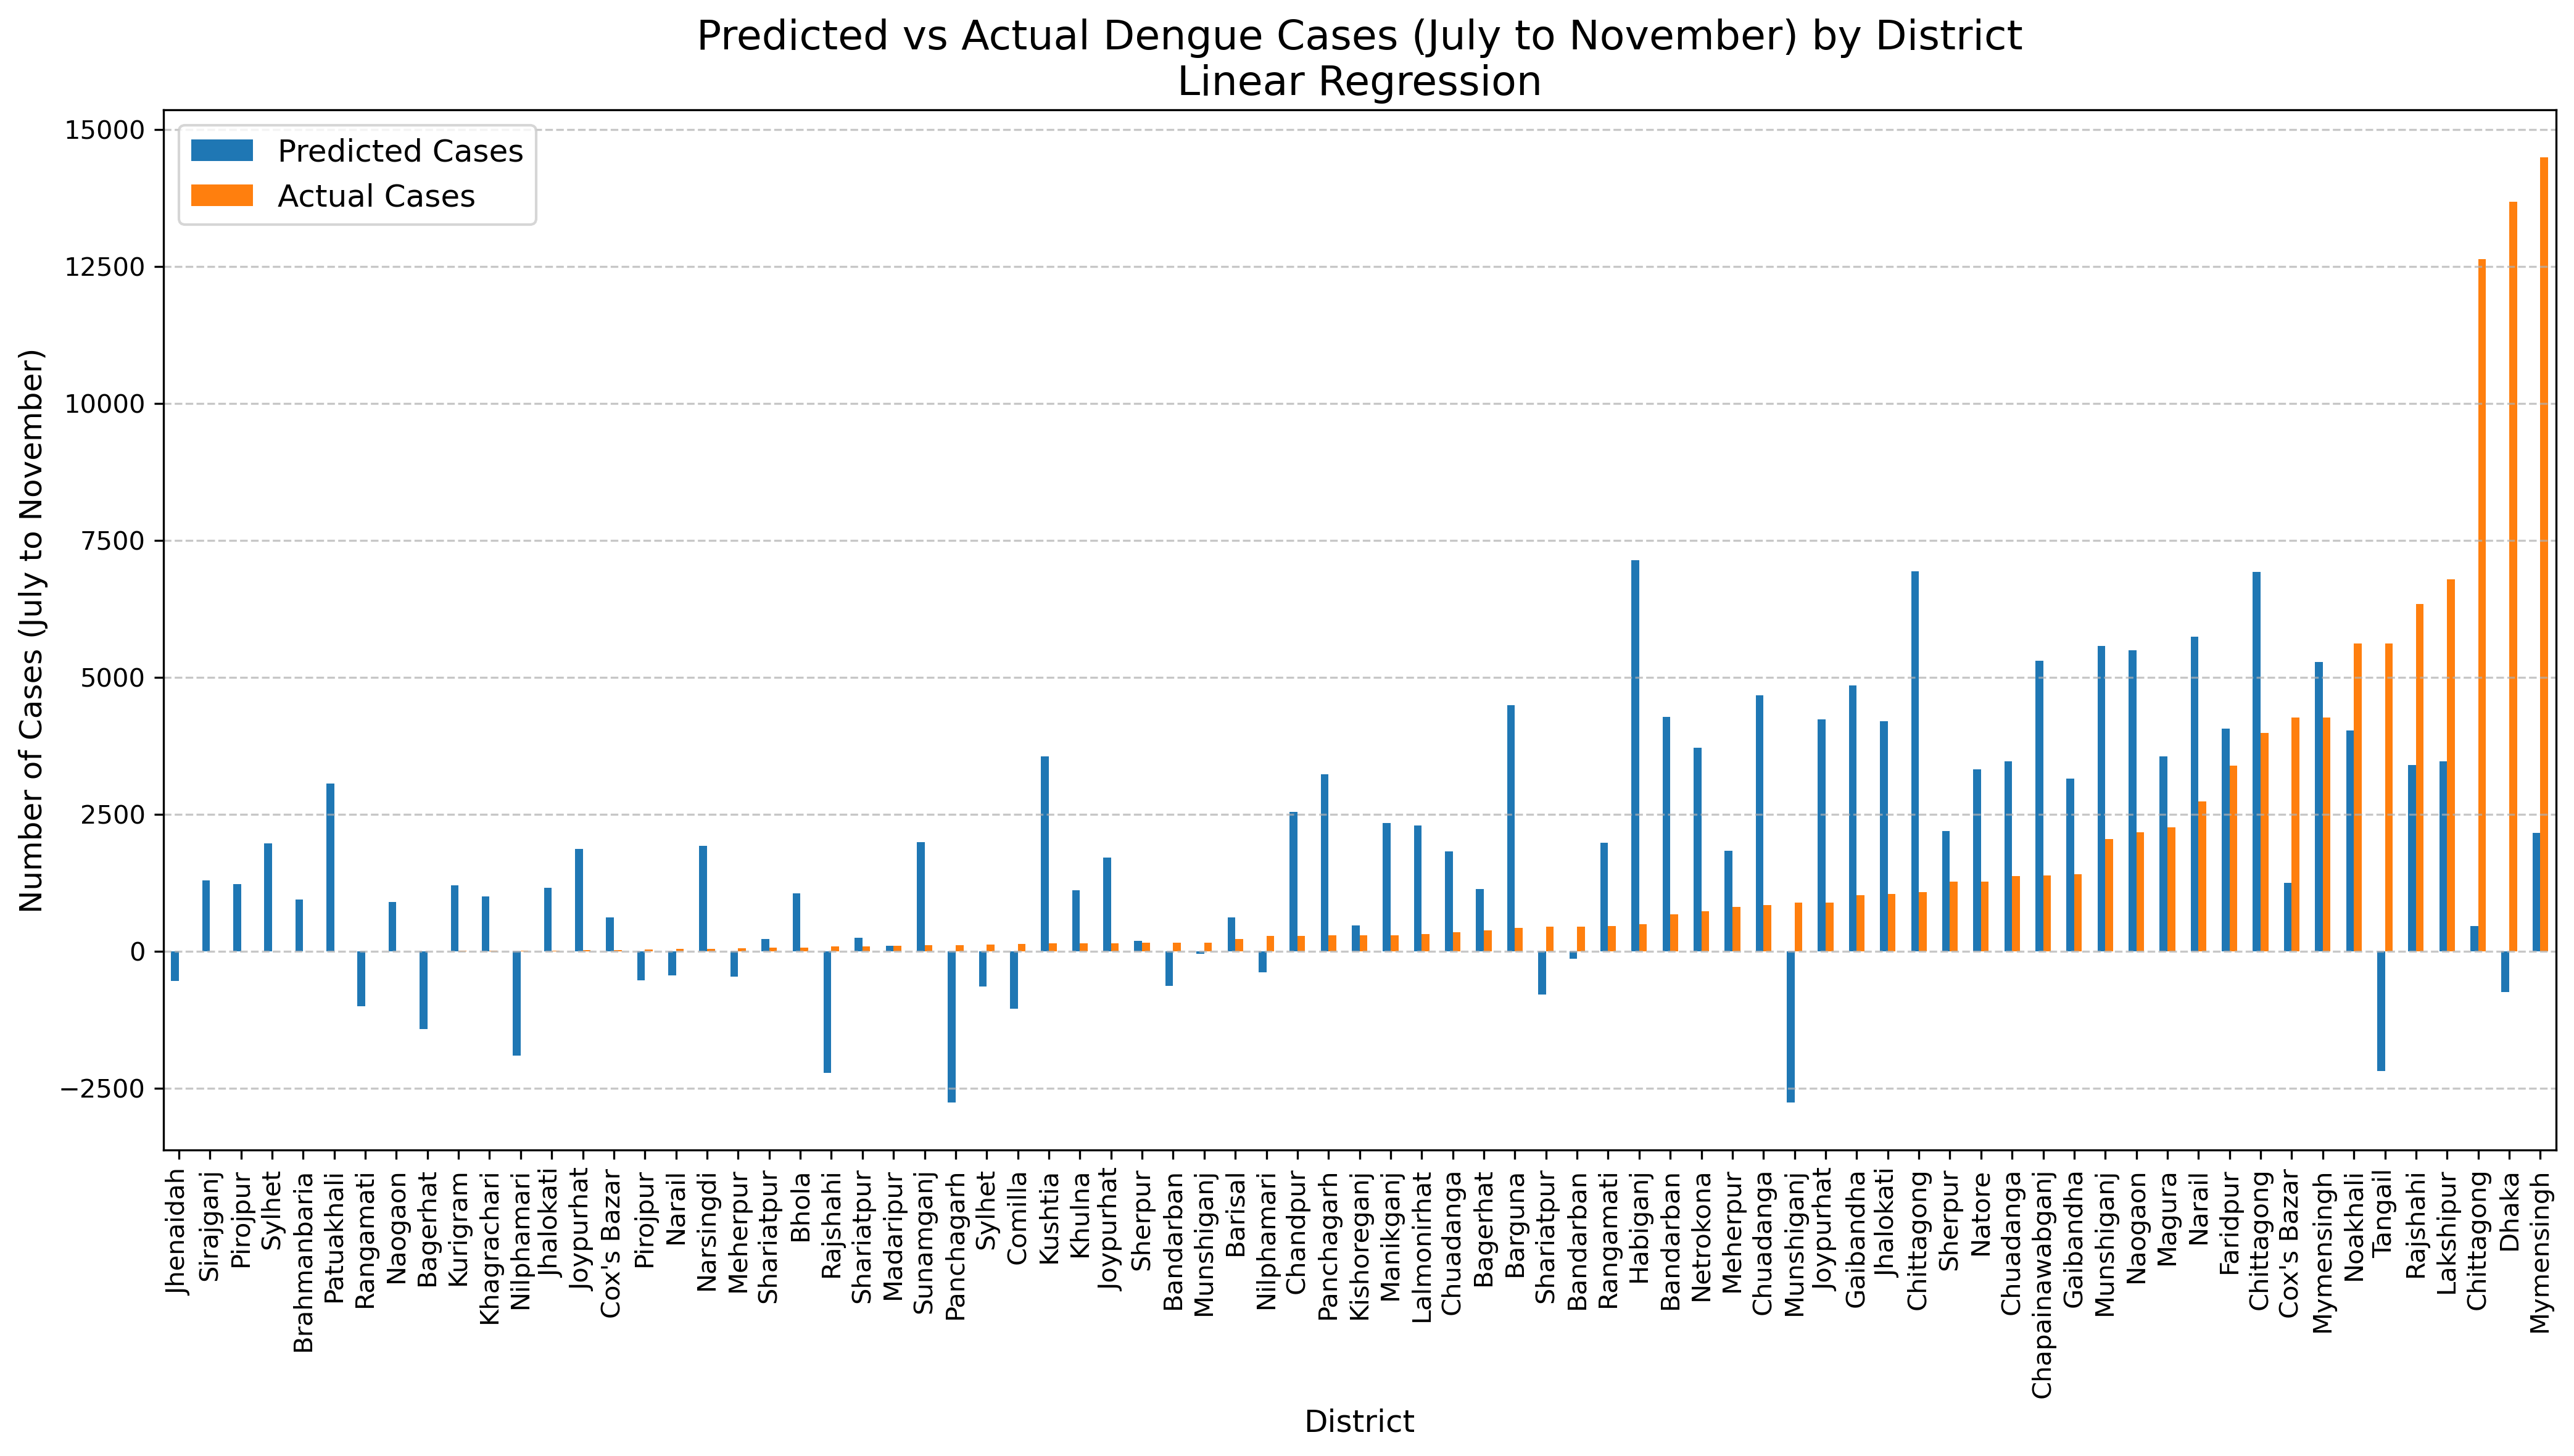 Predicted vs Actual Dengue Cases (July to November) by District
Linear Regression
Predicted Cases
Actual Cases
Number of Cases (July to November)
15000
12500
10000
7500
5000
2500
0
−2500
Jhenaidah
Sirajganj
Pirojpur
Sylhet
Brahmanbaria
Patuakhali
Rangamati
Naogaon
Bagerhat
Kurigram
Khagrachari
Nilphamari
Jhalokati
Joypurhat
Cox's Bazar
Pirojpur
Narail
Narsingdi
Meherpur
Shariatpur
Bhola
Rajshahi
Shariatpur
Madaripur
Sunamganj
Panchagarh
Sylhet
Comilla
Kushtia
Khulna
Joypurhat
Sherpur
Bandarban
Munshiganj
Barisal
Nilphamari
Chandpur
Panchagarh
Kishoreganj
Manikganj
Lalmonirhat
Chuadanga
Bagerhat
Barguna
Shariatpur
Bandarban
Rangamati
Habiganj
Bandarban
Netrokona
Meherpur
Chuadanga
Munshiganj
Joypurhat
Gaibandha
Jhalokati
Chittagong
Sherpur
Natore
Chuadanga
Chapainawabganj
Gaibandha
Munshiganj
Naogaon
Magura
Narail
Faridpur
Chittagong
Cox's Bazar
Mymensingh
Noakhali
Tangail
Rajshahi
Lakshipur
Chittagong
Dhaka
Mymensingh
District